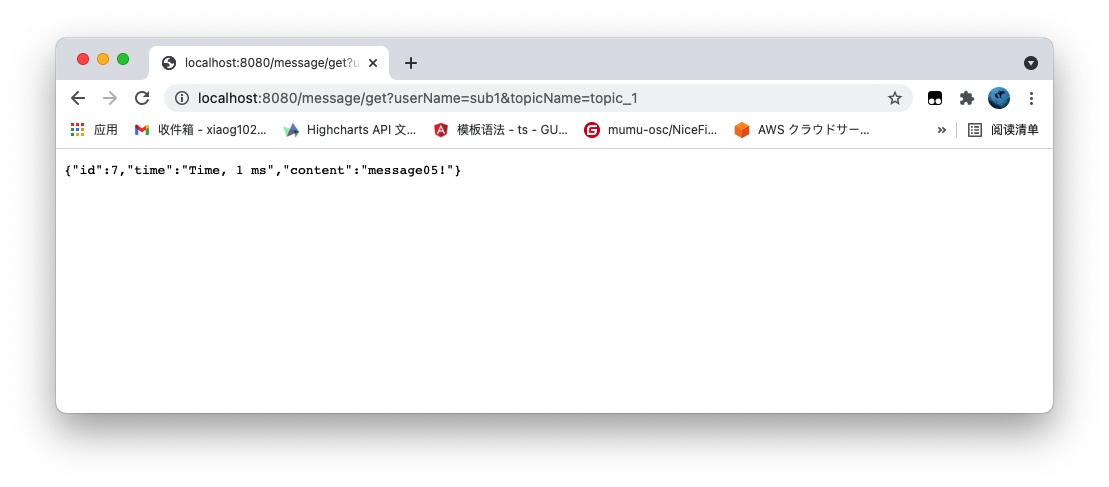 localhost:8080/message/get?u
localhost:8080/message/get?userName=sub1&topicName=topic_1
应用 收件箱 - xiaog102... Highcharts API 文... 模板语法 - ts - GU... mumu-osc/NiceFi... AWS クラウドサー... » 阅读清单
{"id":7,"time":"Time, 1 ms","content":"message05!"}